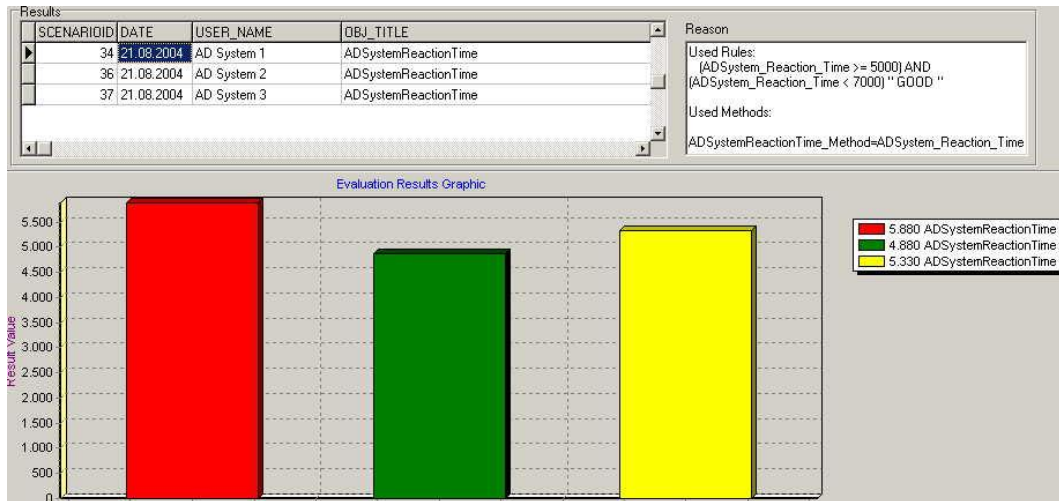 Results
SCENARIOID DATE USER_NAME OBJ_TITLE
34 21.08.2004 AD System 1 ADSystemReactionTime
36 21.08.2004 AD System 2 ADSystemReactionTime
37 21.08.2004 AD System 3 ADSystemReactionTime
Reason
Used Rules:
(ADSystem_Reaction_Time >= 5000) AND
(ADSystem_Reaction_Time < 7000) " GOOD "
Used Methods:
ADSystemReactionTime_Method=ADSystem_Reaction_Time
Evaluation Results Graphic
Result Value
5.500
5.000
4.500
4.000
3.500
3.000
2.500
2.000
1.500
1.000
500
0
5.880 ADSystemReactionTime
4.880 ADSystemReactionTime
5.330 ADSystemReactionTime